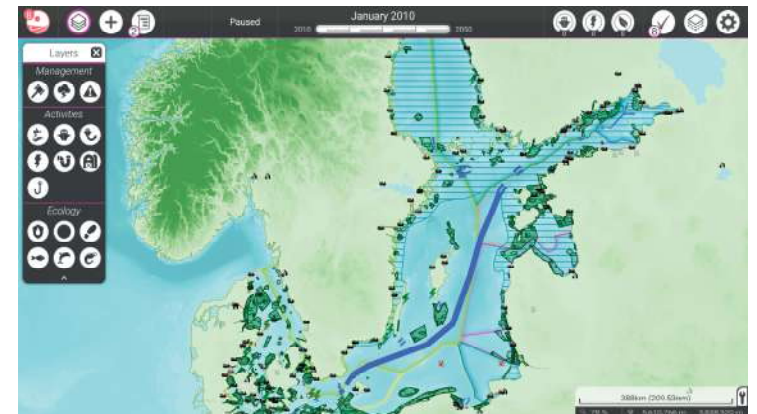 Paused
January 2010
2010
2050
Layers
Management
Activities
Ecology
388km (209.53nm)